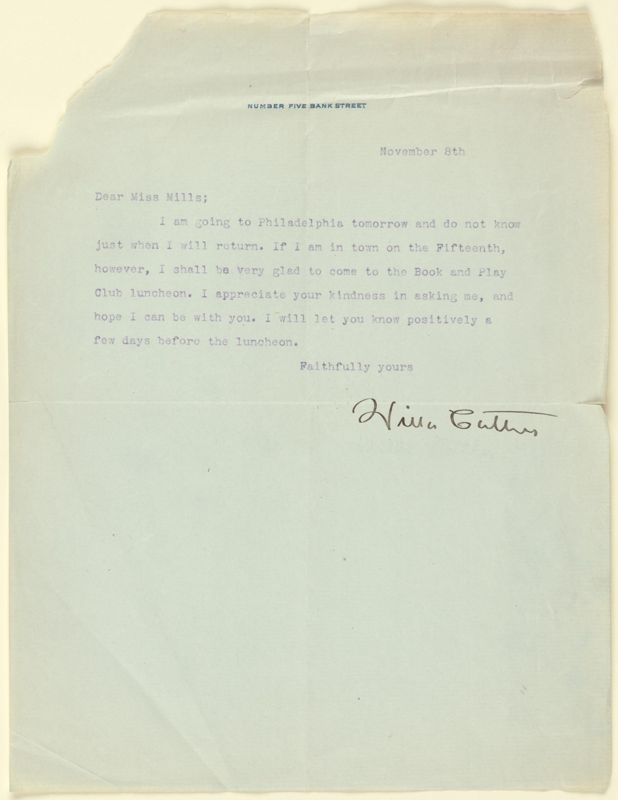 NUMBER FIVE BANK STREET
November 8th
Dear Miss Mills;
I am going to Philadelphia tomorrow and do not know
just when I will return. If I am in town on the Fifteenth,
however, I shall be very glad to come to the Book and Play
Club luncheon. I appreciate your kindness in asking me, and
hope I can be with you. I will let you know positively a
few days before the luncheon.
Faithfully yours
Willa Cather